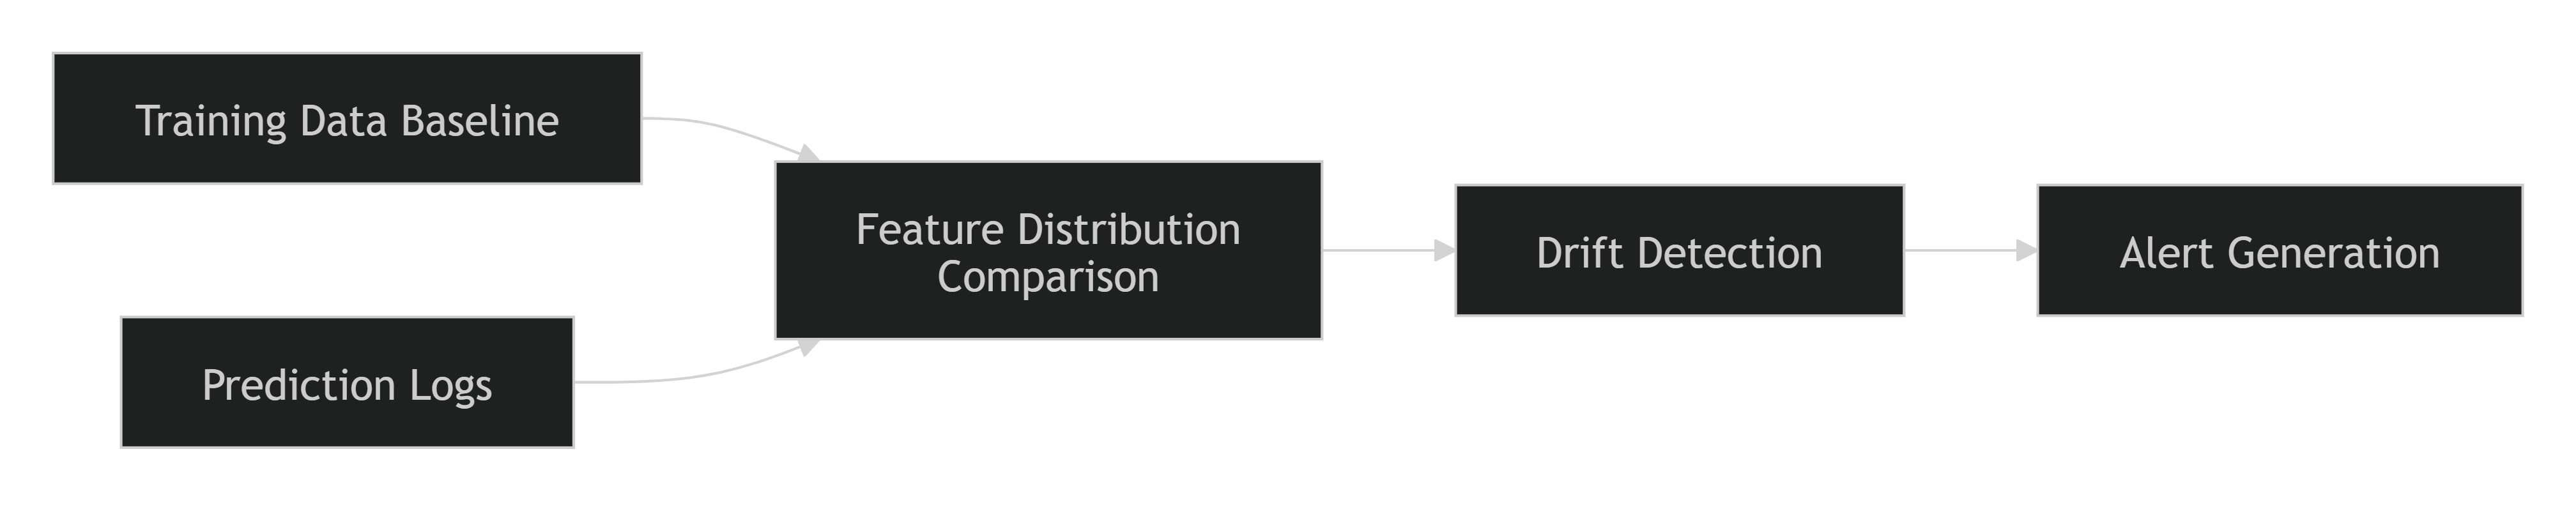 Training Data Baseline
Prediction Logs
Feature Distribution
Comparison
Drift Detection
Alert Generation